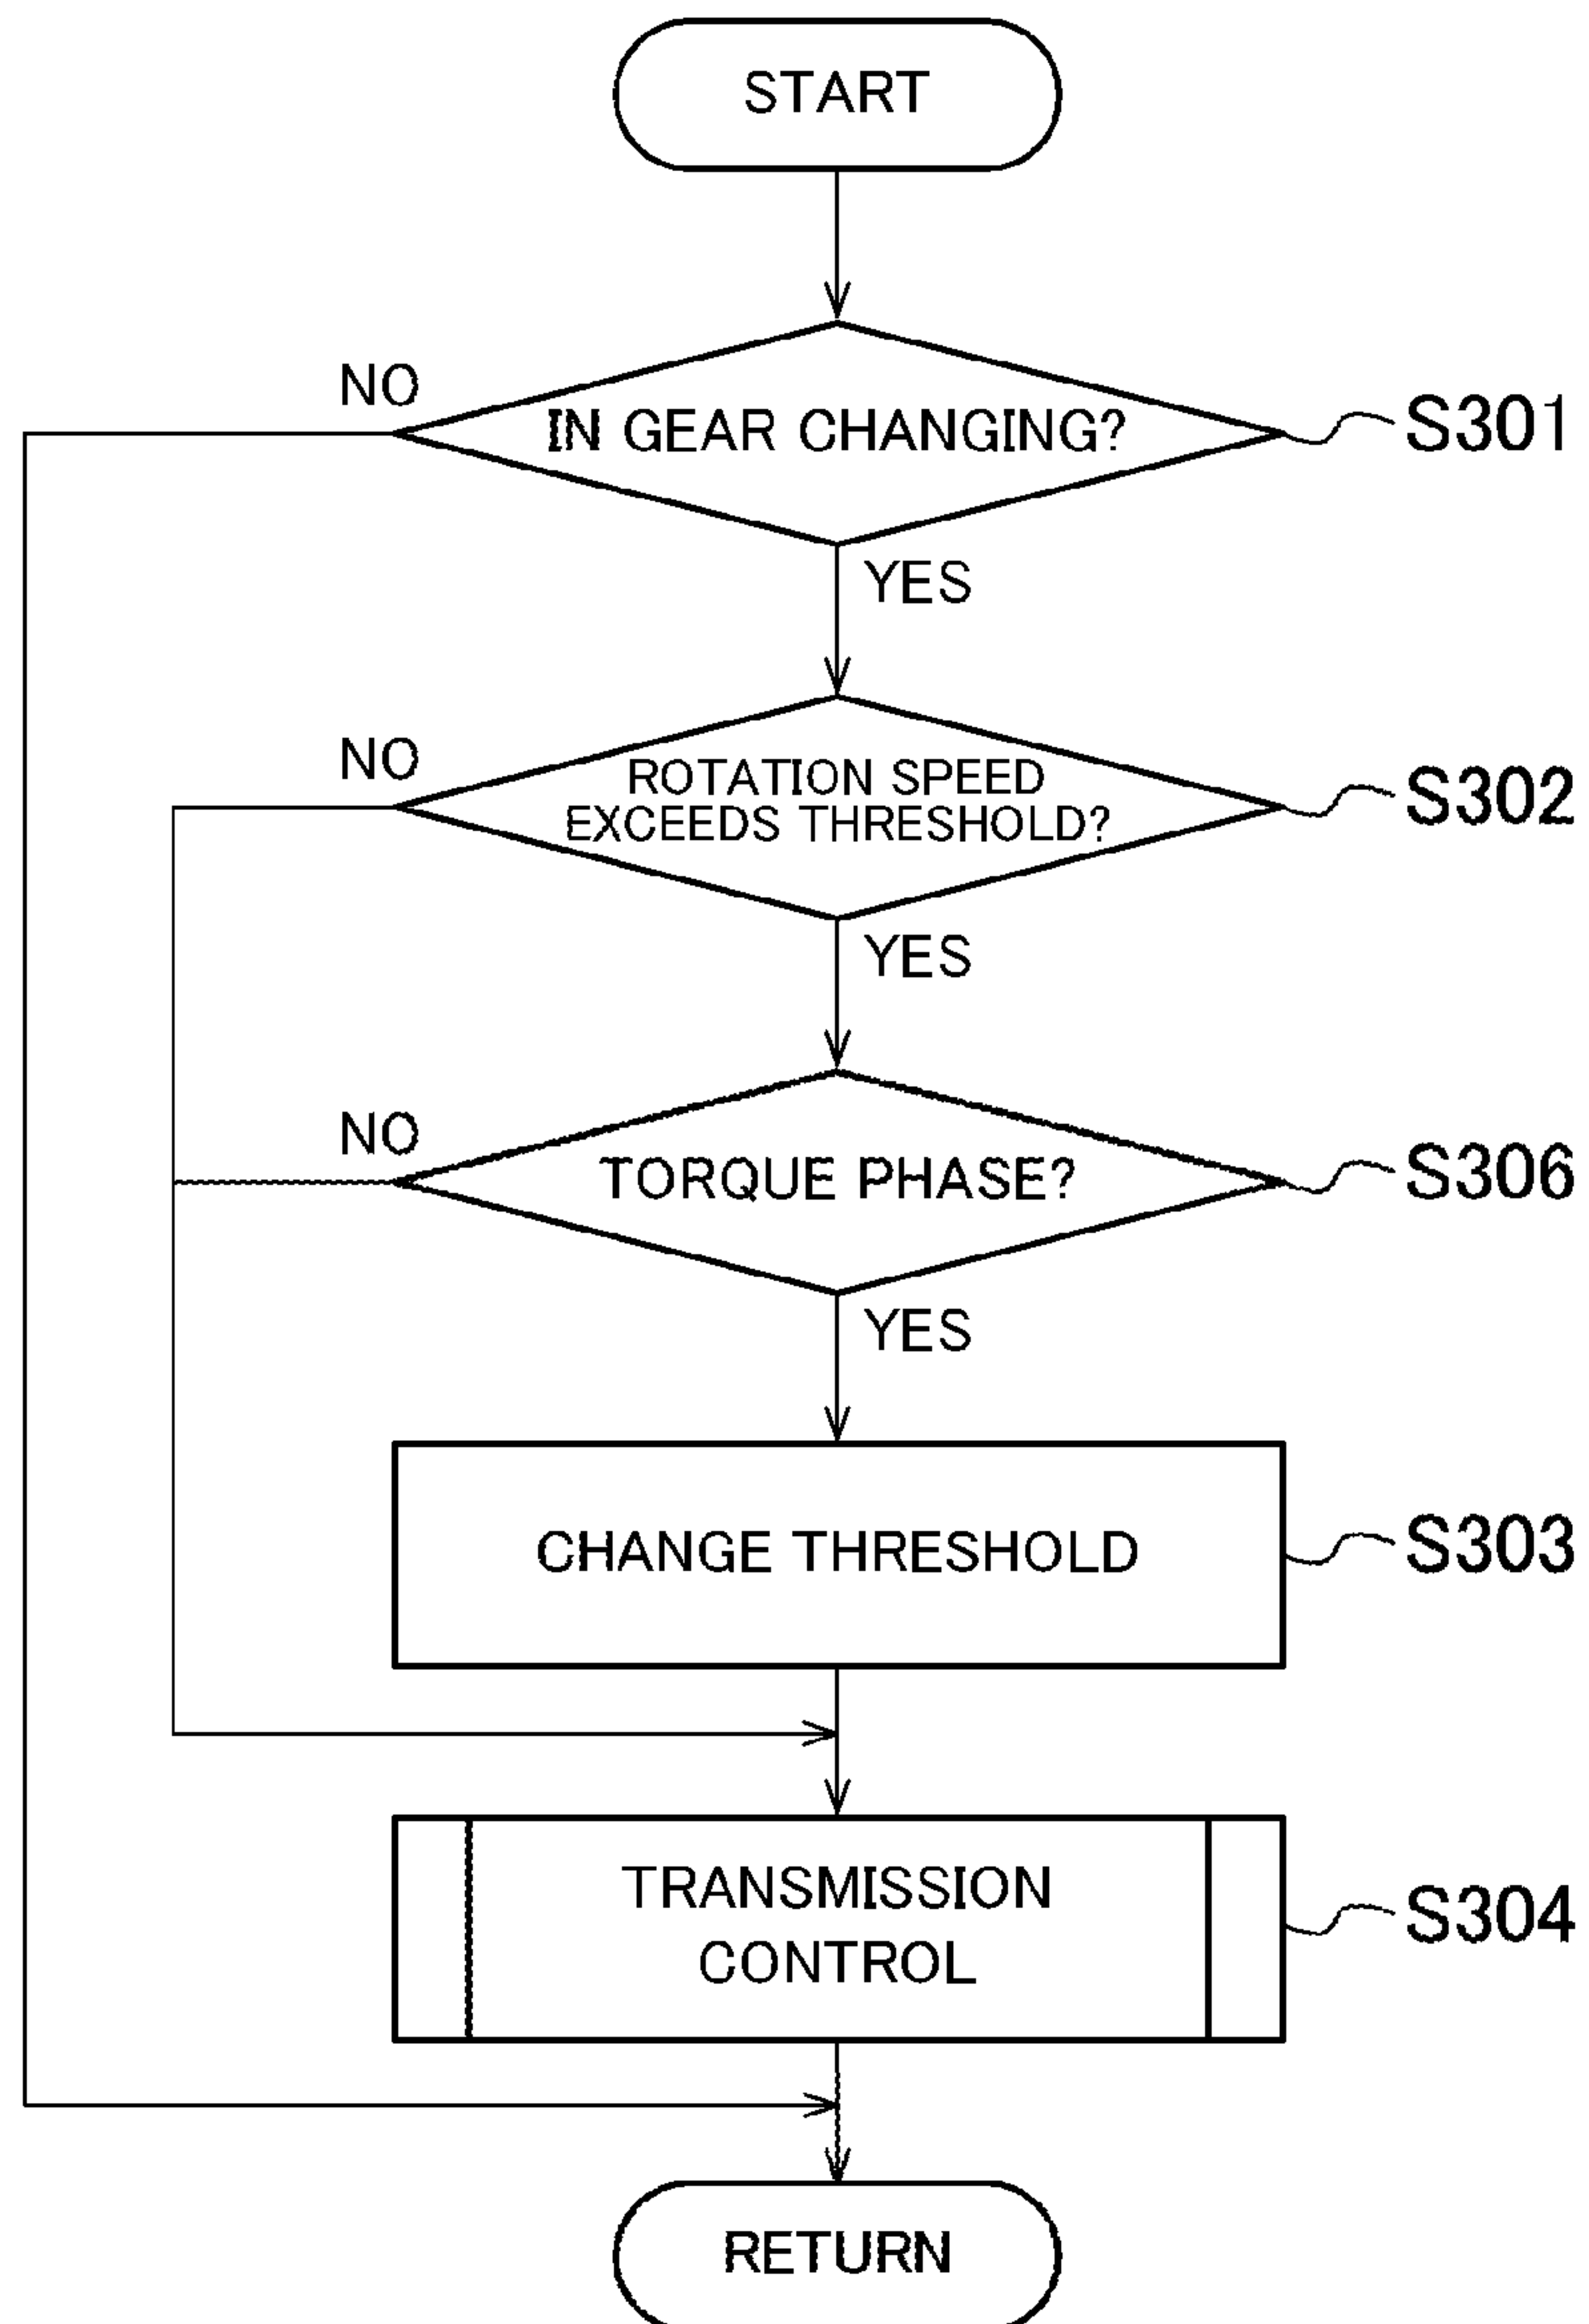 START
NO
IN GEAR CHANGING?
S301
YES
NO
ROTATION SPEED
EXCEEDS THRESHOLD?
S302
YES
NO
TORQUE PHASE?
S306
YES
CHANGE THRESHOLD
S303
TRANSMISSION
CONTROL
S304
RETURN